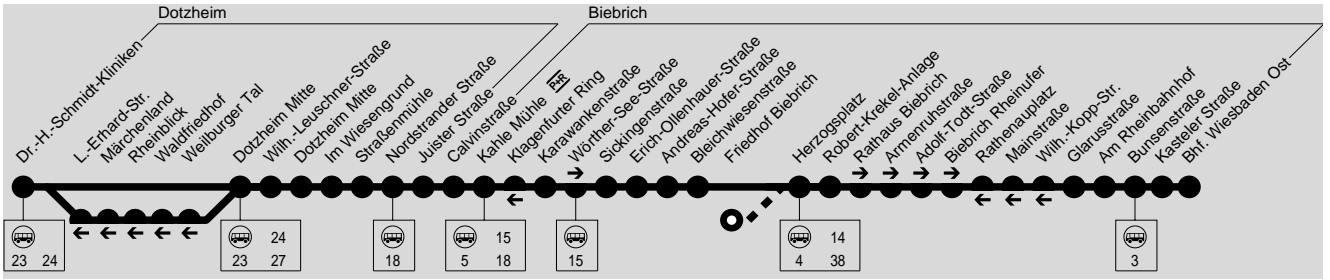 Dotzheim
Biebrich
Dr.-H.-Schmidt-Kliniken
L.-Erhard-Str.
Märchenland
Rheinblick
Waldfriedhof
Weilburger Tal
Dotzheim Mitte
Wilh.-Leuschner-Straße
Dotzheim Mitte
Im Wiesengrund
Straßenmühle
Nordstrander Straße
Juister Straße
Calvinstraße
Kahle Mühle P+R
Klagenfurter Ring
Karawankenstraße
Wörther-See-Straße
Sickingenstraße
Erich-Ollenhauer-Straße
Andreas-Hofer-Straße
Bleichwiesenstraße
Friedhof Biebrich
Herzogsplatz
Robert-Krekel-Anlage
Rathaus Biebrich
Armenruhstraße
Adolf-Todt-Straße
Biebrich Rheinufer
Rathenauplatz
Mainstraße
Wilh.-Kopp-Str.
Glarusstraße
Am Rheinbahnhof
Bunsenstraße
Kasteler Straße
Bhf. Wiesbaden Ost
23 24
24
23 27
18
15
5 18
15
14
4 38
3